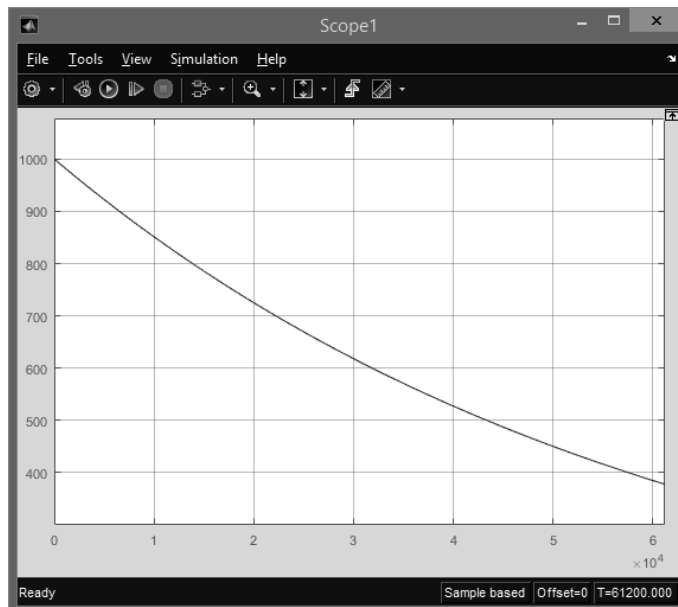 Scope1
File Tools View Simulation Help
1000
900
800
700
600
500
400
0 1 2 3 4 5 6
×10⁴
Ready Sample based Offset=0 T=61200.000